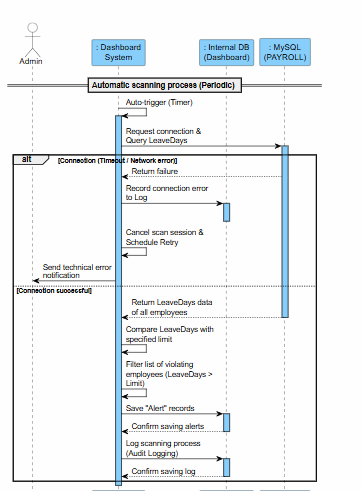 : Dashboard
System
: Internal DB
(Dashboard)
: MySQL
(PAYROLL)
Admin
Automatic scanning process (Periodic)
Auto-trigger (Timer)
Request connection &
Query LeaveDays
alt
[Connection (Timeout / Network error)]
Return failure
Record connection error
to Log
Cancel scan session &
Schedule Retry
Send technical error
notification
[Connection successful]
Return LeaveDays data
of all employees
Compare LeaveDays with
specified limit
Filter list of violating
employees (LeaveDays >
Limit)
Save "Alert" records
Confirm saving alerts
Log scanning process
(Audit Logging)
Confirm saving log